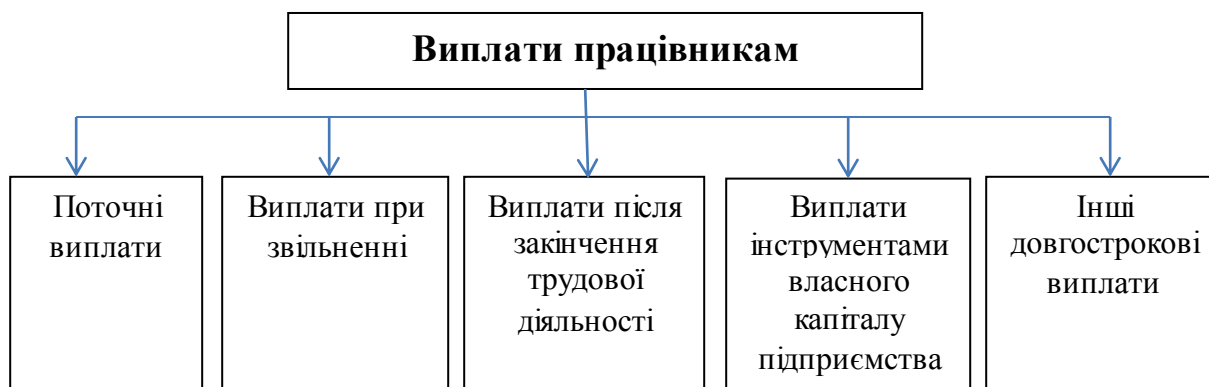 Виплати працівникам
Поточні
виплати
Виплати при
звільненні
Виплати після
закінчення
трудової
діяльності
Виплати
інструментами
власного
капіталу
підприємства
Інші
довгострокові
виплати